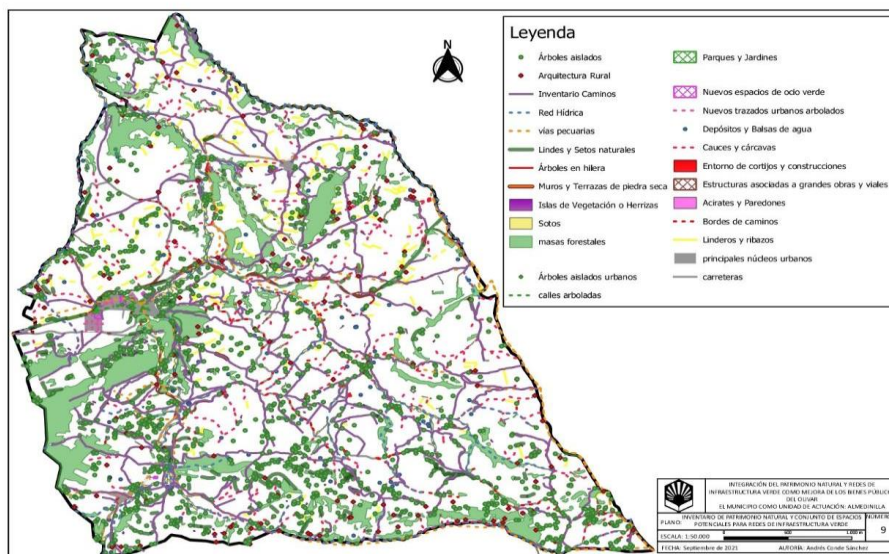 Leyenda
N
Árboles aislados
Arquitectura Rural
Inventario Caminos
Red Hídrica
vías pecuarias
Lindes y Setos naturales
Árboles en hilera
Muros y Terrazas de piedra seca
Islas de Vegetación o Herrizas
Sotos
masas forestales
Árboles aislados urbanos
calles arboladas
Parques y Jardines
Nuevos espacios de ocio verde
Nuevos trazados urbanos arbolados
Depósitos y Balsas de agua
Cauces y cárcavas
Entorno de cortijos y construcciones
Estructuras asociadas a grandes obras y viales
Acirates y Paredones
Bordes de caminos
Linderos y ribazos
principales núcleos urbanos
carreteras
INTEGRACIÓN DEL PATRIMONIO NATURAL Y REDES DE
INFRAESTRUCTURA VERDE COMO MEJORA DE LOS BIENES PÚBLICOS
DEL OLIVAR
EL MUNICIPIO COMO UNIDAD DE ACTUACIÓN: ALMEDINILLA
PLANO:
INVENTARIO DE PATRIMONIO NATURAL Y CONJUNTO DE ESPACIOS
POTENCIALES PARA REDES DE INFRAESTRUCTURA VERDE
NÚMERO
9
ESCALA: 1:50.000
0 500 1.000 m
FECHA: Septiembre de 2021
AUTORÍA: Andrés Conde Sánchez